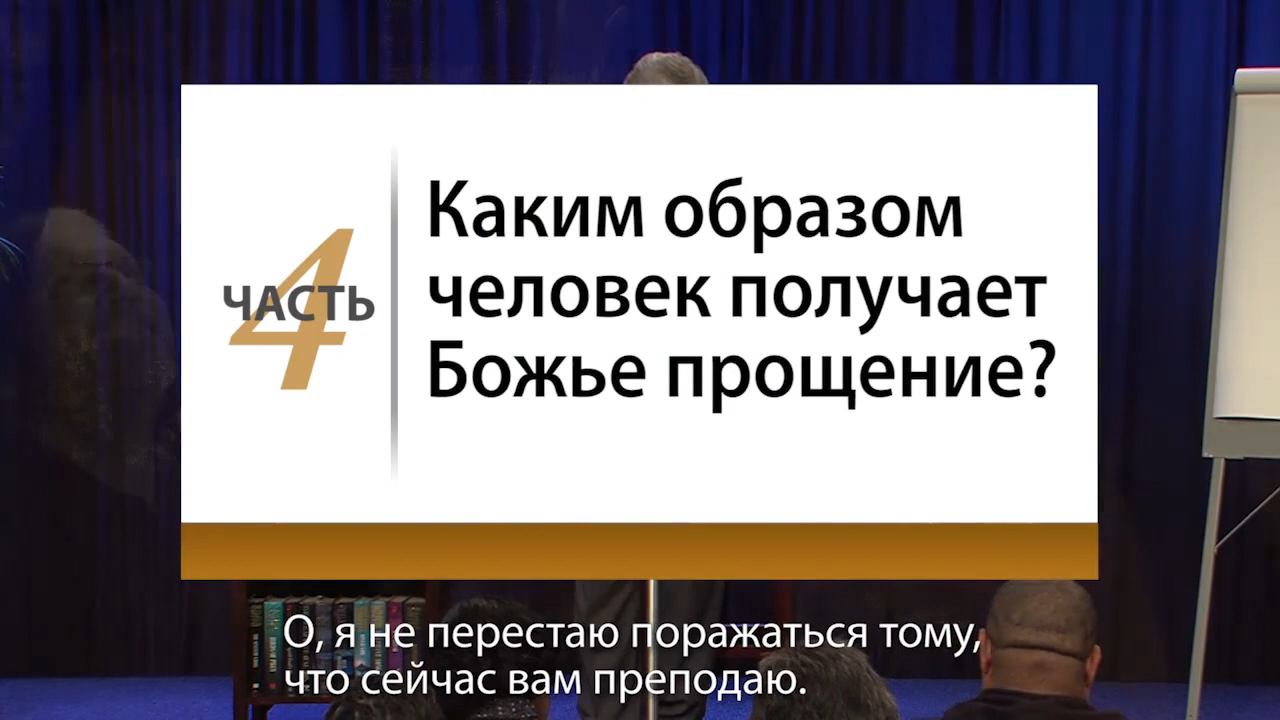 ЧАСТЬ
4
Каким образом
человек получает
Божье прощение?
О, я не перестаю поражаться тому,
что сейчас вам преподаю.